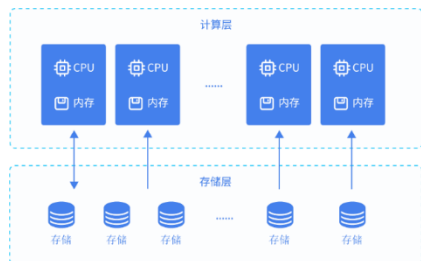 计算层
CPU CPU ...... CPU CPU
内存 内存 内存 内存
存储层
......
存储 存储 存储 存储 存储